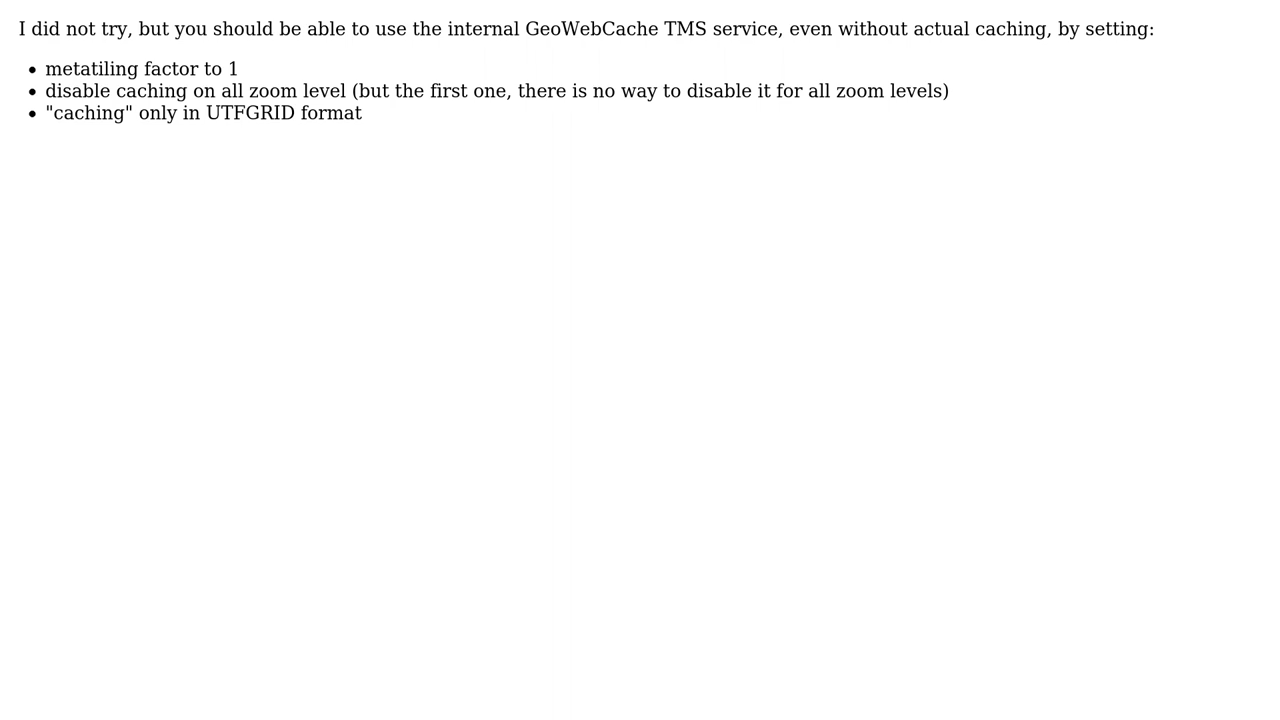 I did not try, but you should be able to use the internal GeoWebCache TMS service, even without actual caching, by setting:
• metatiling factor to 1
• disable caching on all zoom level (but the first one, there is no way to disable it for all zoom levels)
• "caching" only in UTFGRID format